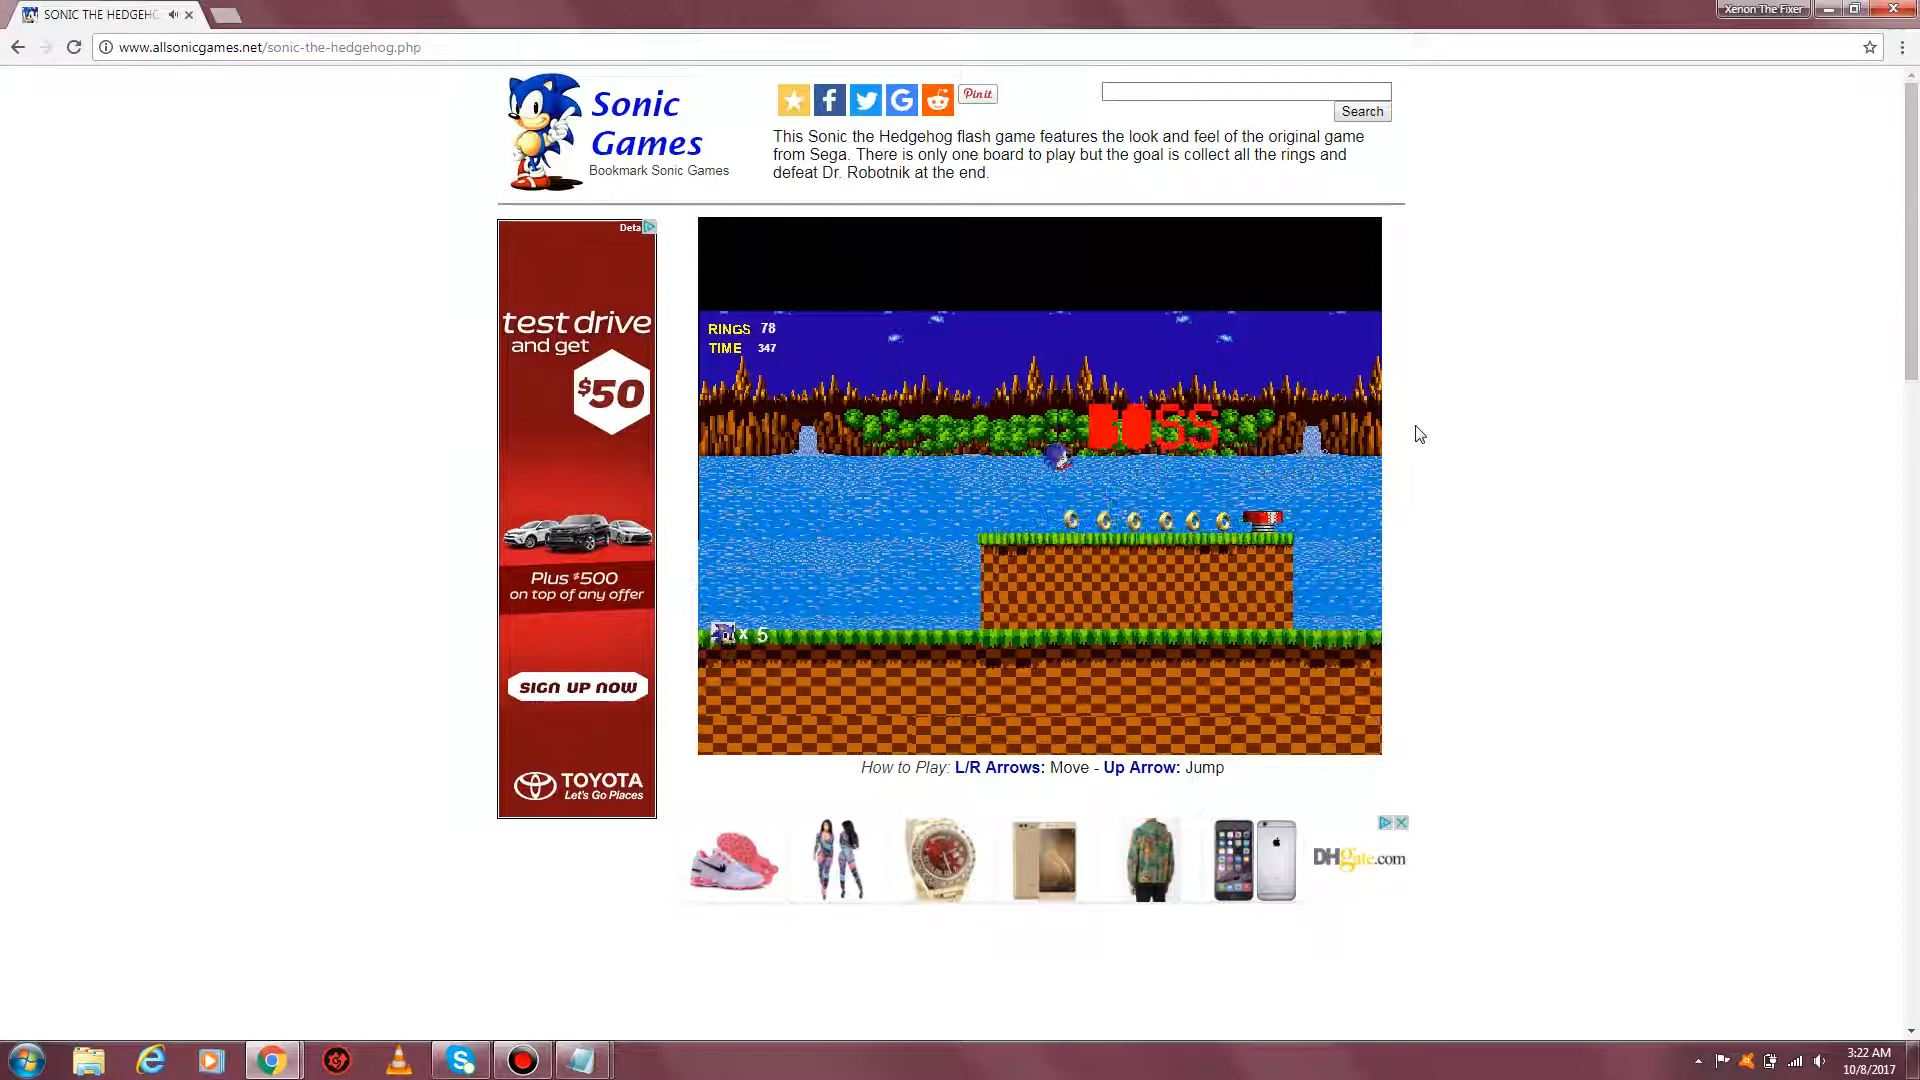 SONIC THE HEDGEHO
Xenon The Fixer
www.allsonicgames.net/sonic-the-hedgehog.php
Sonic
Games
Bookmark Sonic Games
Pin it
Search
This Sonic the Hedgehog flash game features the look and feel of the original game
from Sega. There is only one board to play but the goal is collect all the rings and
defeat Dr. Robotnik at the end.
Deta
test drive
and get
$50
Plus $500
on top of any offer
SIGN UP NOW
TOYOTA
Let's Go Places
RINGS 78
TIME 347
BOSS
x 5
How to Play: L/R Arrows: Move - Up Arrow: Jump
DHgate.com
3:22 AM
10/8/2017